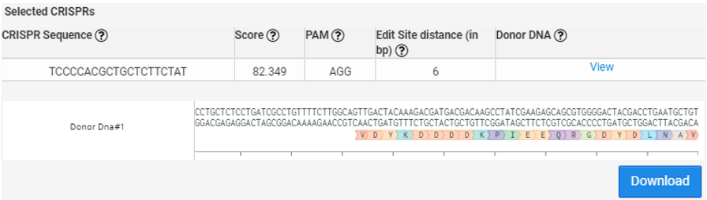 Selected CRISPRs
CRISPR Sequence ? Score ? PAM ? Edit Site distance (in bp) ? Donor DNA ?
TCCCCACGCTGCTCTTCTAT 82.349 AGG 6 View
Donor Dna#1
CCTGCTCTCCTGATCGCCTGTTTTCTTGGCAGTTGACTACAAAGACGATGACGACAAGCCTATCGAAGAGCAGCGTGGGGACTACGACCTGAATGCTGT
GGACGAGAGGACTAGCGGACAAAAGAACCGTCAACTGATGTTTCTGCTACTGCTGTTCGGATAGCTTCTCGTCGCACCCCTGATGCTGGACTTACGACA
V D Y K D D D D K P I E E Q R G D Y D L N A V
Download